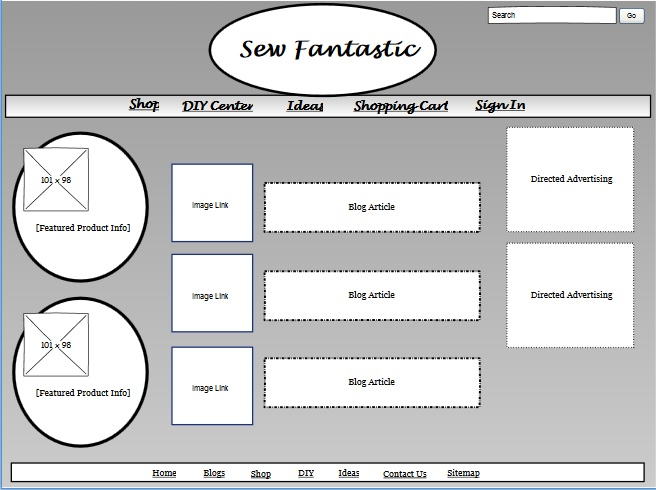 Search
Go
Sew Fantastic
Shop DIY Center Ideas Shopping Cart Sign In
101 x 98
[Featured Product Info]
Image Link
Blog Article
Directed Advertising
Image Link
Blog Article
Directed Advertising
101 x 98
[Featured Product Info]
Image Link
Blog Article
Home Blogs Shop DIY Ideas Contact Us Sitemap